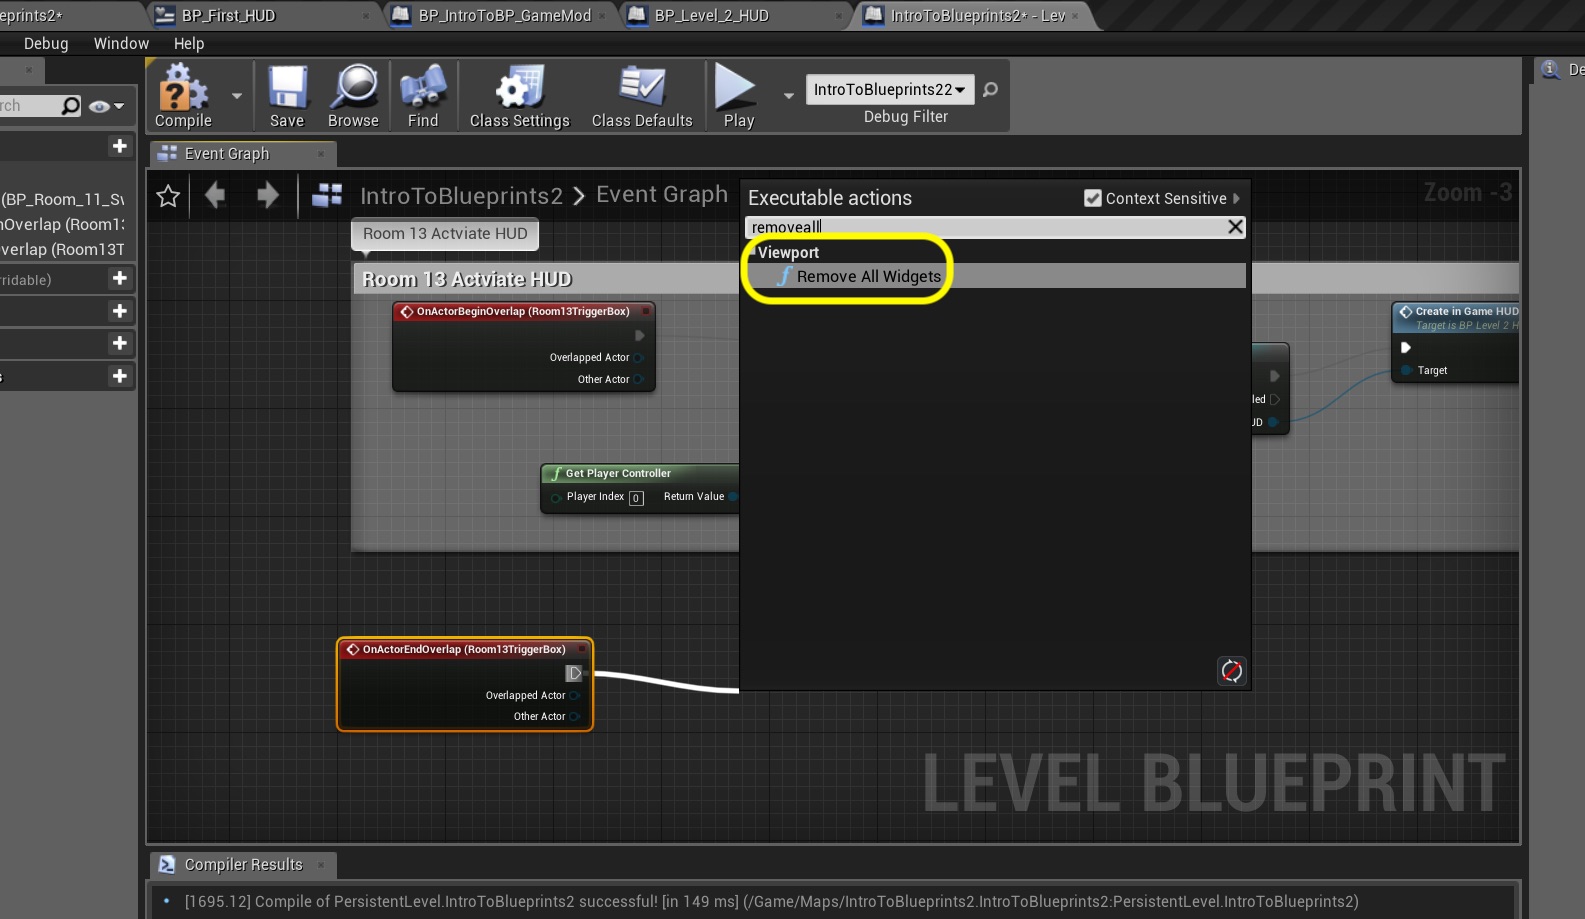 eprints2*
BP_First_HUD
BP_IntroToBP_GameMod
BP_Level_2_HUD
IntroToBlueprints2* - Lev
Debug
Window
Help
De
rch
Compile
Save
Browse
Find
Class Settings
Class Defaults
Play
IntroToBlueprints22
Debug Filter
Event Graph
(BP_Room_11_Sw
nOverlap (Room13
verlap (Room13T
rridable)
s
IntroToBlueprints2 > Event Graph
Zoom -3
Room 13 Actviate HUD
Room 13 Actviate HUD
OnActorBeginOverlap (Room13TriggerBox)
Overlapped Actor
Other Actor
Get Player Controller
Player Index 0 Return Value
Executable actions
Context Sensitive
removeall
Viewport
f Remove All Widgets
led
UD
Create in Game HUD
Target is BP Level 2 H
Target
OnActorEndOverlap (Room13TriggerBox)
Overlapped Actor
Other Actor
LEVEL BLUEPRINT
Compiler Results
[1695.12] Compile of PersistentLevel.IntroToBlueprints2 successful! [in 149 ms] (/Game/Maps/IntroToBlueprints2.IntroToBlueprints2:PersistentLevel.IntroToBlueprints2)